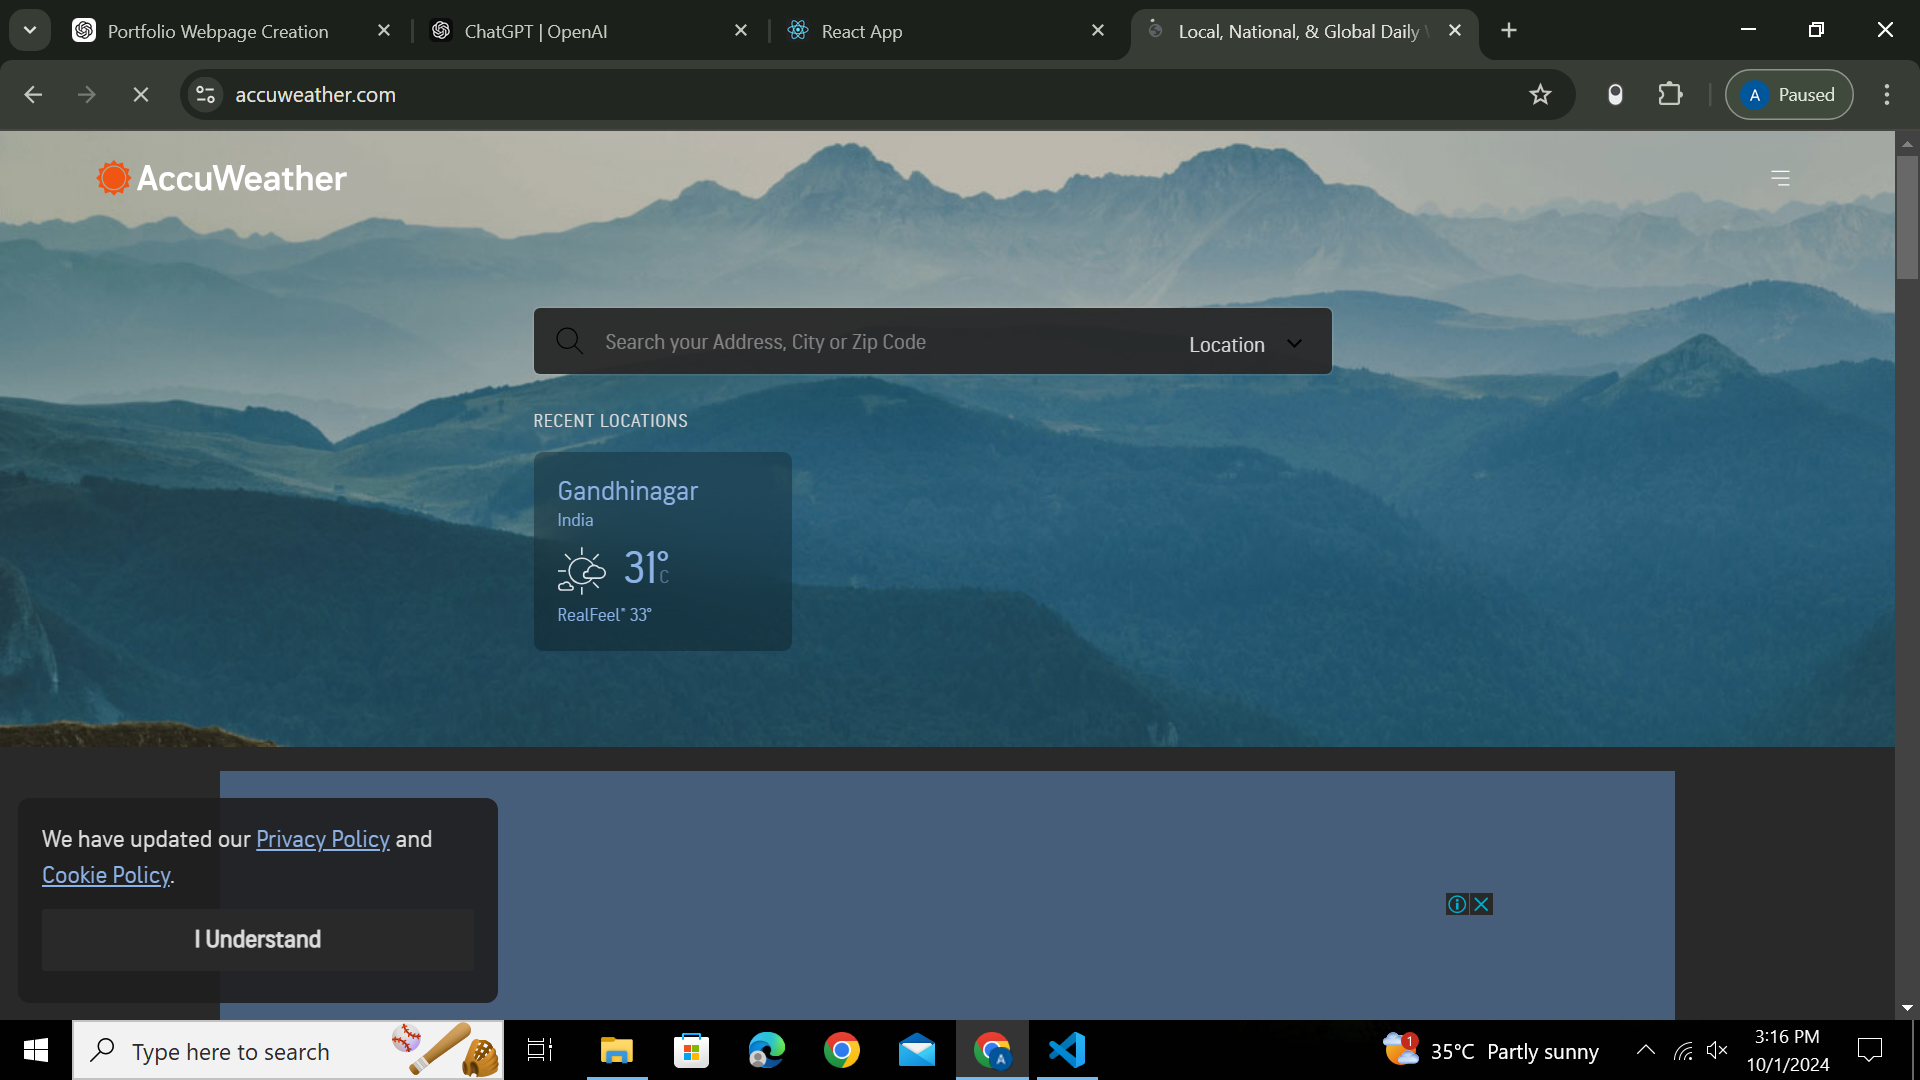 Portfolio Webpage Creation
ChatGPT | OpenAI
React App
Local, National, & Global Daily
accuweather.com
A Paused
AccuWeather
Search your Address, City or Zip Code
Location
RECENT LOCATIONS
Gandhinagar
India
31°C
RealFeel® 33°
We have updated our Privacy Policy and
Cookie Policy.
I Understand
Type here to search
A
1
35°C Partly sunny
3:16 PM
10/1/2024